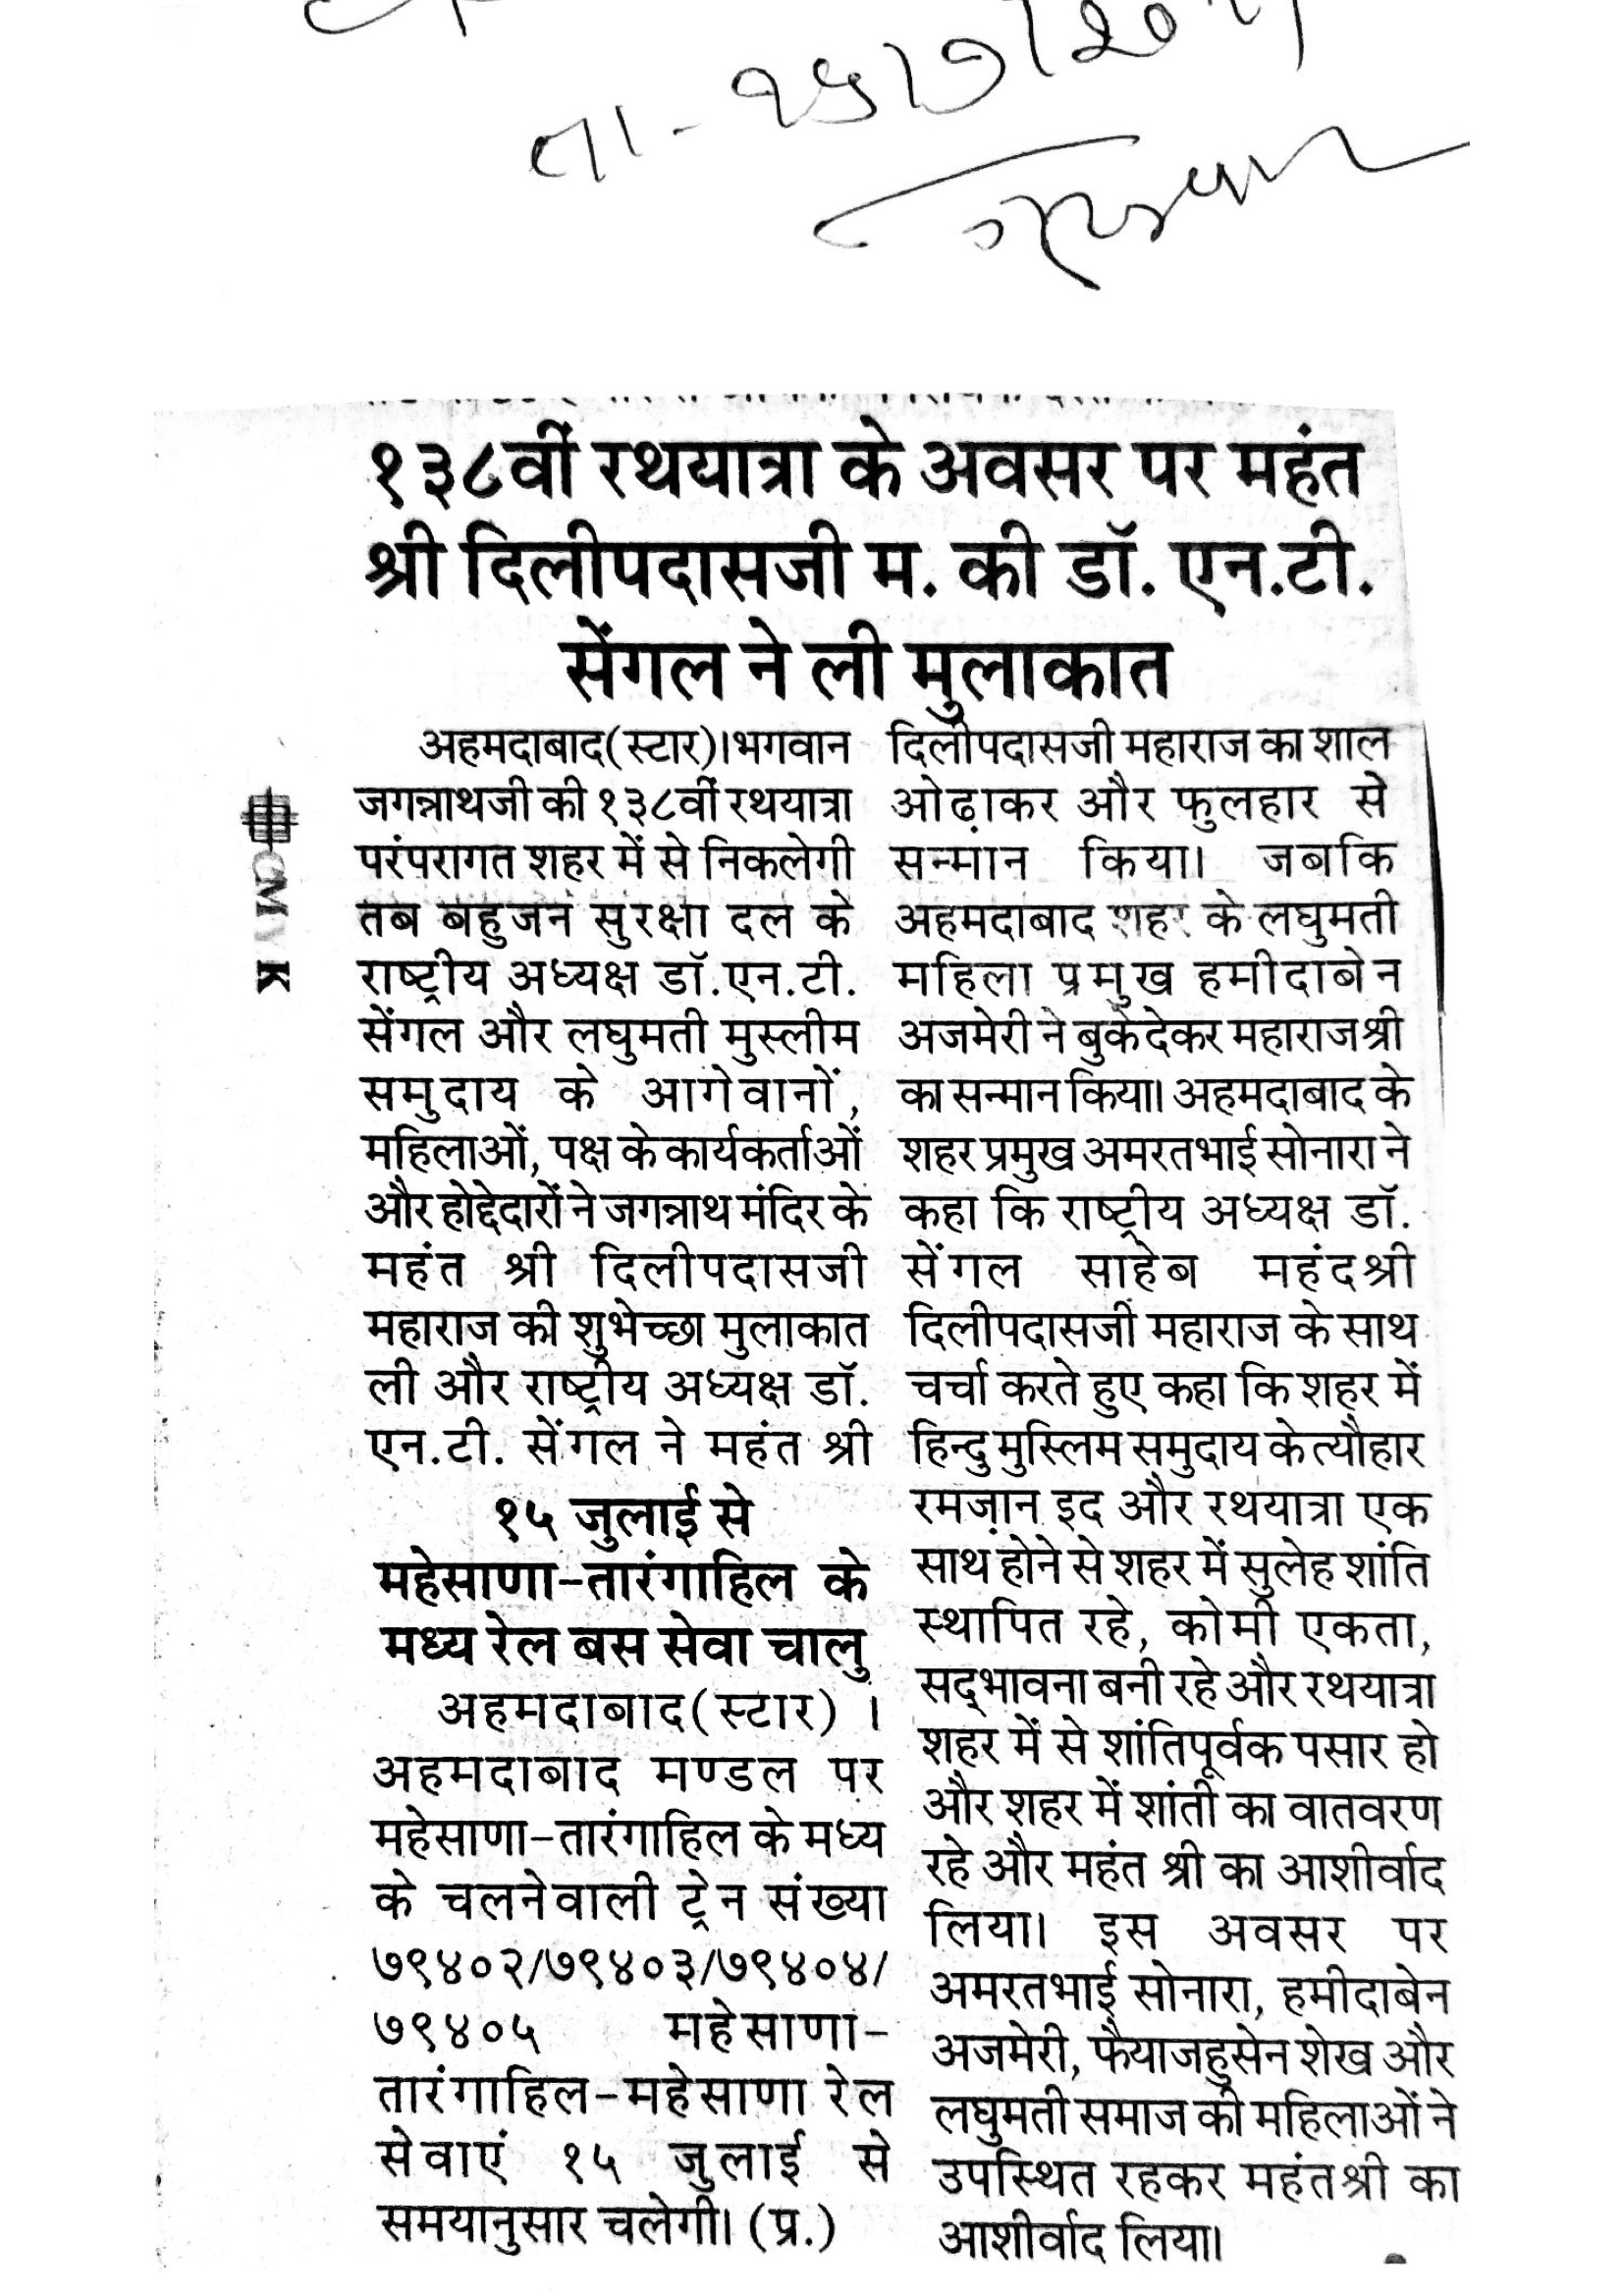 १३८वीं रथयात्रा के अवसर पर महंत
श्री दिलीपदासजी म. की डॉ. एन.टी.
सेंगल ने ली मुलाकात
अहमदाबाद(स्टार)।भगवान
जगन्नाथजी की १३८वीं रथयात्रा
परंपरागत शहर में से निकलेगी
तब बहुजन सुरक्षा दल के
राष्ट्रीय अध्यक्ष डॉ.एन.टी.
सेंगल और लघुमती मुस्लीम
समुदाय के आगेवानों,
महिलाओं, पक्ष के कार्यकर्ताओं
और होद्देदारों ने जगन्नाथ मंदिर के
महंत श्री दिलीपदासजी
महाराज की शुभेच्छा मुलाकात
ली और राष्ट्रीय अध्यक्ष डॉ.
एन.टी. सेंगल ने महंत श्री
दिलीपदासजी महाराज का शाल
ओढ़ाकर और फुलहार से
सन्मान किया। जबकि
अहमदाबाद शहर के लघुमती
महिला प्रमुख हमीदाबेन
अजमेरी ने बुके देकर महाराजश्री
का सन्मान किया। अहमदाबाद के
शहर प्रमुख अमरतभाई सोनारा ने
कहा कि राष्ट्रीय अध्यक्ष डॉ.
सेंगल साहेब महंदश्री
दिलीपदासजी महाराज के साथ
चर्चा करते हुए कहा कि शहर में
हिन्दु मुस्लिम समुदाय के त्यौहार
रमज़ान इद और रथयात्रा एक
साथ होने से शहर में सुलेह शांति
स्थापित रहे, कोमी एकता,
सद्भावना बनी रहे और रथयात्रा
शहर में से शांतिपूर्वक पसार हो
और शहर में शांती का वातवरण
रहे और महंत श्री का आशीर्वाद
लिया। इस अवसर पर
अमरतभाई सोनारा, हमीदाबेन
अजमेरी, फैयाजहुसेन शेख और
लघुमती समाज की महिलाओं ने
उपस्थित रहकर महंतश्री का
आशीर्वाद लिया।
१५ जुलाई से
महेसाणा-तारंगाहिल के
मध्य रेल बस सेवा चालु
अहमदाबाद(स्टार) ।
अहमदाबाद मण्डल पर
महेसाणा-तारंगाहिल के मध्य
के चलनेवाली ट्रेन संख्या
७९४०२/७९४०३/७९४०४/
७९४०५ महेसाणा-
तारंगाहिल-महेसाणा रेल
सेवाएं १५ जुलाई से
समयानुसार चलेगी। (प्र.)
CMYK